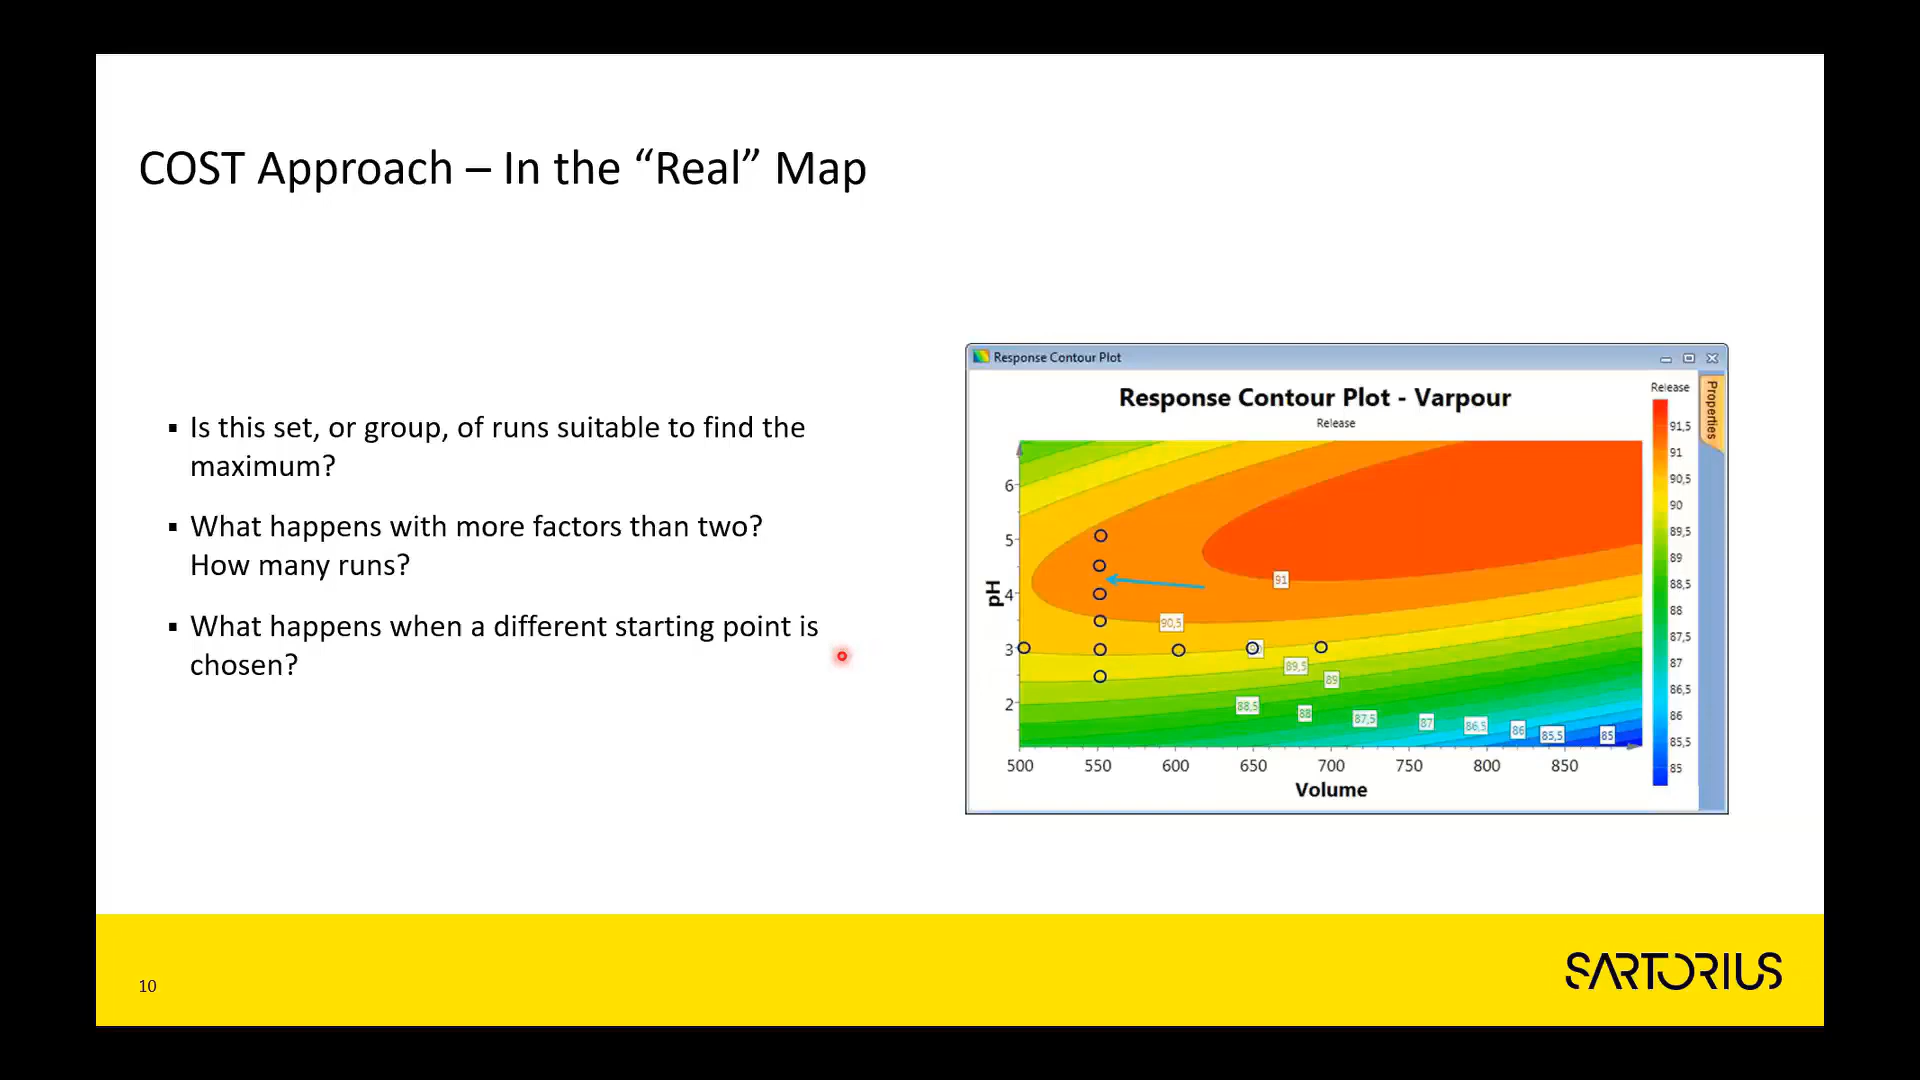 COST Approach – In the “Real” Map
▪ Is this set, or group, of runs suitable to find the
maximum?
▪ What happens with more factors than two?
How many runs?
▪ What happens when a different starting point is
chosen?
Response Contour Plot
Response Contour Plot - Varpour
Release
Release
Properties
91,5
91
90,5
90
89,5
89
88,5
88
87,5
87
86,5
86
85,5
85
pH
6
5
4
3
2
91
90,5
89,5
89
88,5
88
87,5
87
86,5
86
85,5
85
500 550 600 650 700 750 800 850
Volume
10
SARTORIUS